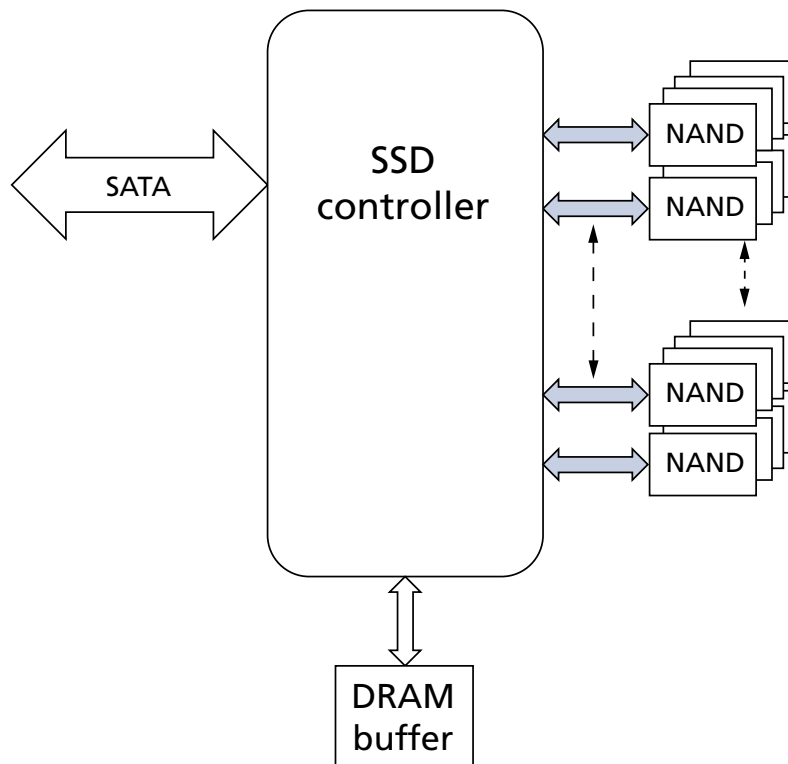 SATA
SSD
controller
NAND
NAND
NAND
NAND
DRAM
buffer